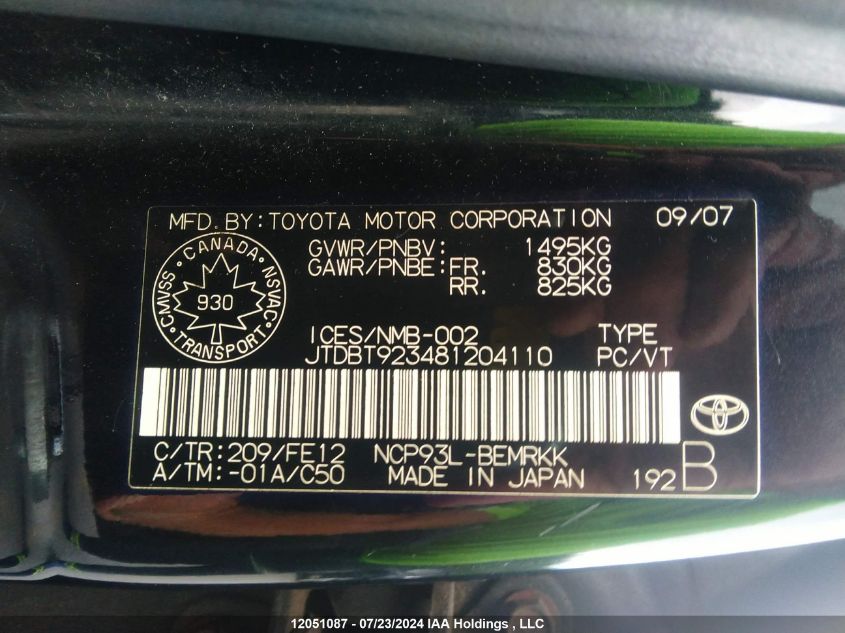 MFD. BY: TOYOTA MOTOR CORPORATION 09/07
GVWR/PNBV: 1495KG
GAWR/PNBE: FR. 830KG
RR. 825KG
CANADA
CMVSS NSVAC
930
TRANSPORT
ICES/NMB-002 TYPE
JTDBT923481204110 PC/VT
C/TR: 209/FE12 NCP93L-BEMRKK
A/TM: -01A/C50 MADE IN JAPAN 192 B
12051087 - 07/23/2024 IAA Holdings , LLC